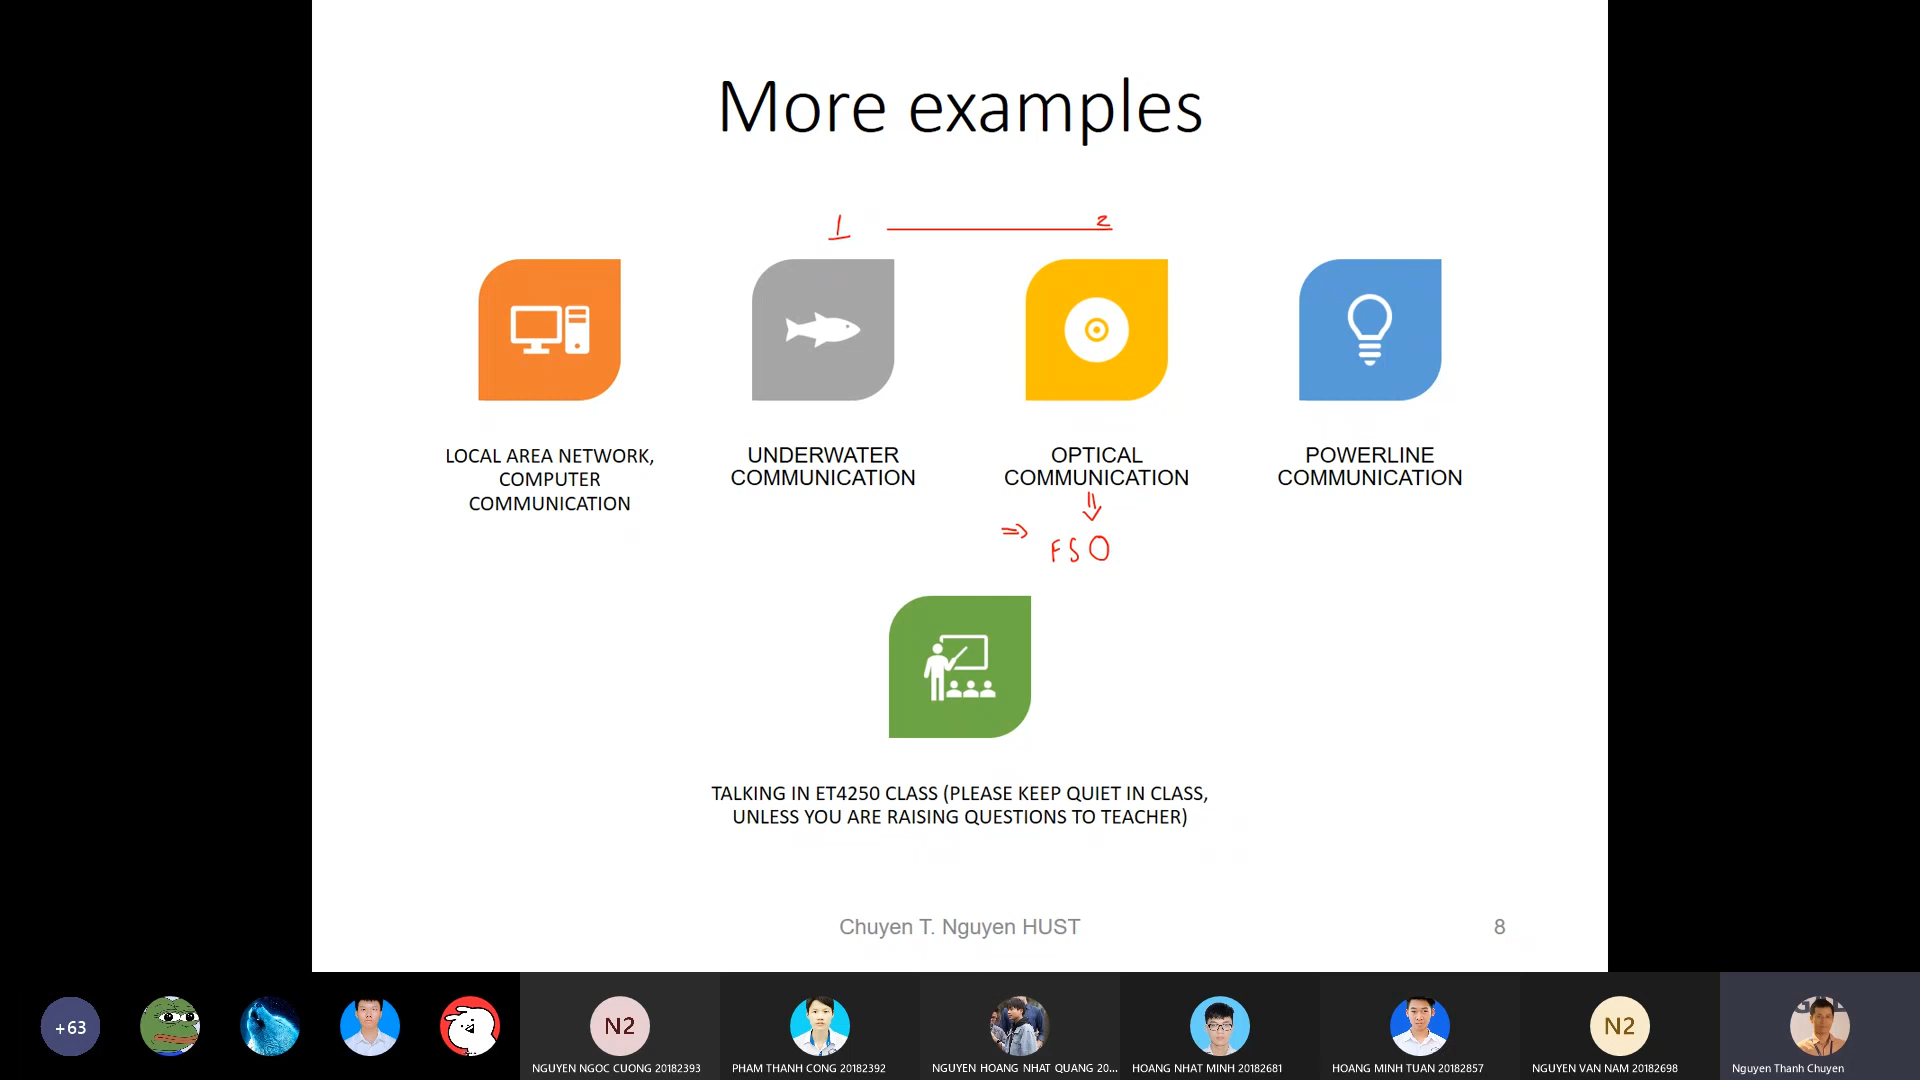 More examples
1
2
LOCAL AREA NETWORK,
COMPUTER
COMMUNICATION
UNDERWATER
COMMUNICATION
OPTICAL
COMMUNICATION
POWERLINE
COMMUNICATION
⇒ FSO
TALKING IN ET4250 CLASS (PLEASE KEEP QUIET IN CLASS,
UNLESS YOU ARE RAISING QUESTIONS TO TEACHER)
Chuyen T. Nguyen HUST
8
+63
N2
N2
NGUYEN NGOC CUONG 20182393
PHAM THANH CONG 20182392
NGUYEN HOANG NHAT QUANG 20...
HOANG NHAT MINH 20182681
HOANG MINH TUAN 20182857
NGUYEN VAN NAM 20182698
Nguyen Thanh Chuyen